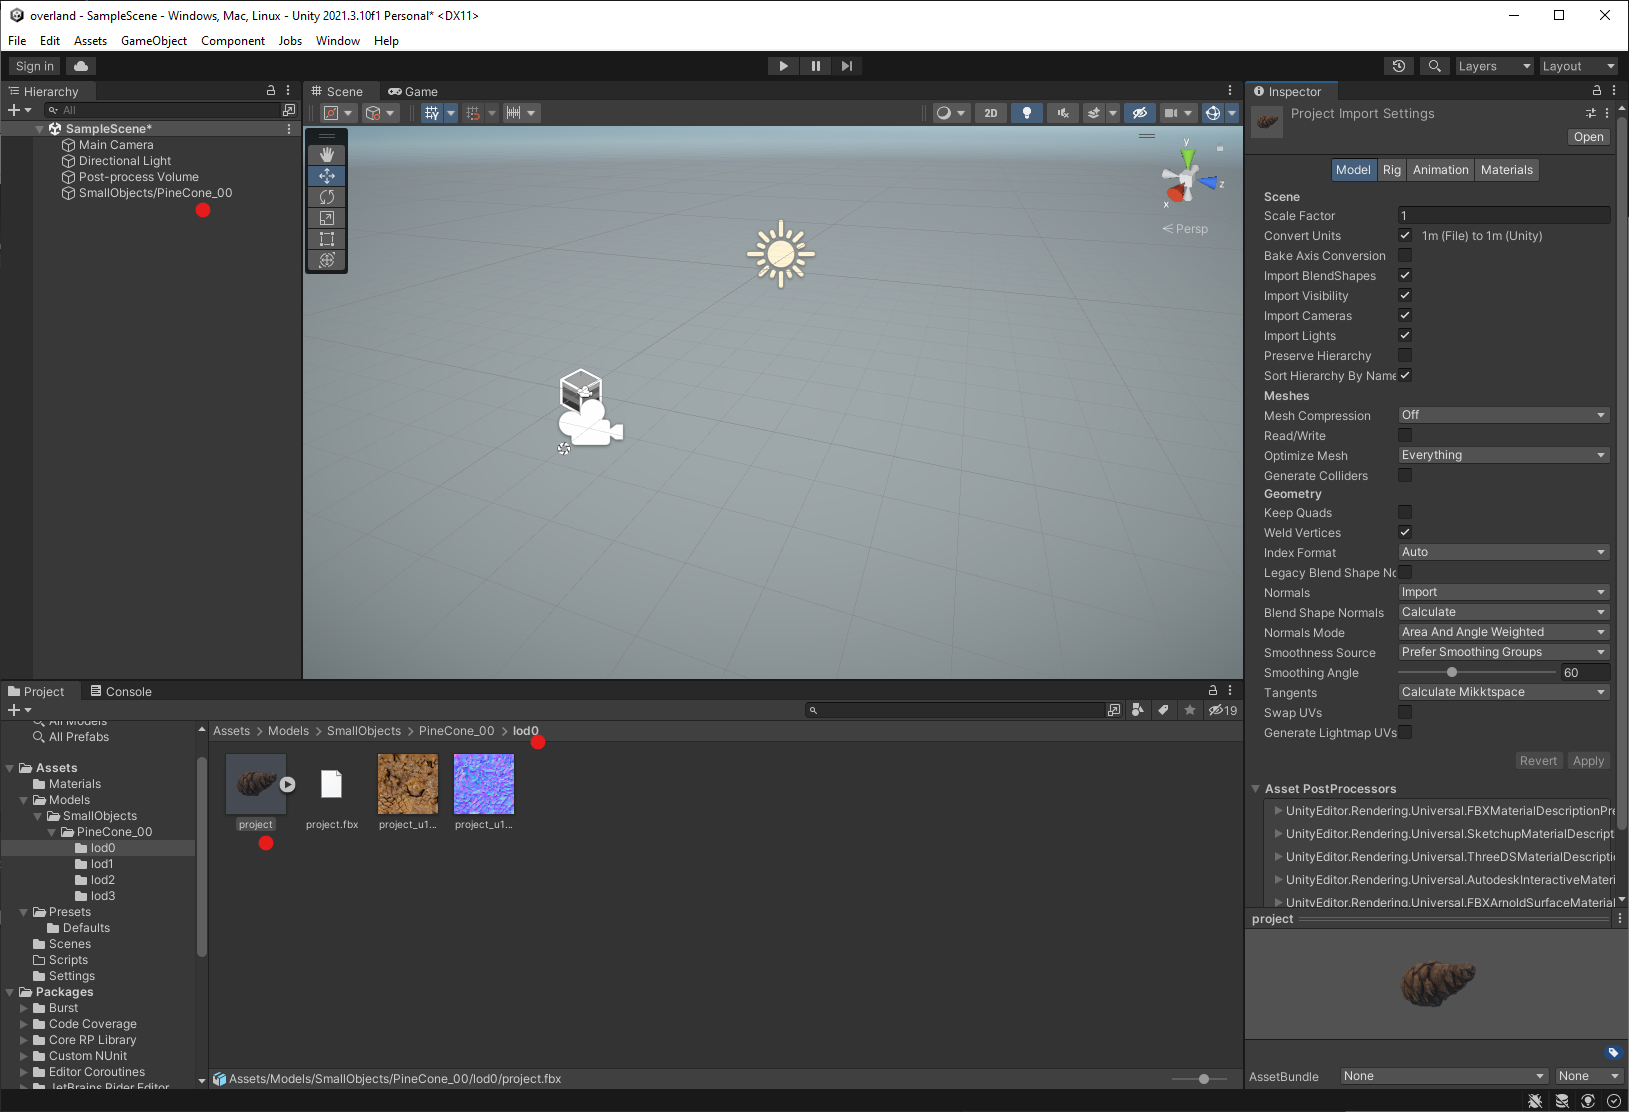 overland - SampleScene - Windows, Mac, Linux - Unity 2021.3.10f1 Personal* <DX11>
File Edit Assets GameObject Component Jobs Window Help
Sign in
Layers
Layout
Hierarchy
All
SampleScene*
Main Camera
Directional Light
Post-process Volume
SmallObjects/PineCone_00
Scene
Game
2D
y
z
x
Persp
Inspector
Project Import Settings
Open
Model Rig Animation Materials
Scene
Scale Factor 1
Convert Units 1m (File) to 1m (Unity)
Bake Axis Conversion
Import BlendShapes
Import Visibility
Import Cameras
Import Lights
Preserve Hierarchy
Sort Hierarchy By Name
Meshes
Mesh Compression Off
Read/Write
Optimize Mesh Everything
Generate Colliders
Geometry
Keep Quads
Weld Vertices
Index Format Auto
Legacy Blend Shape No
Normals Import
Blend Shape Normals Calculate
Normals Mode Area And Angle Weighted
Smoothness Source Prefer Smoothing Groups
Smoothing Angle 60
Tangents Calculate Mikktspace
Swap UVs
Generate Lightmap UVs
Revert Apply
Asset PostProcessors
UnityEditor.Rendering.Universal.FBXMaterialDescriptionPre
UnityEditor.Rendering.Universal.SketchupMaterialDescript
UnityEditor.Rendering.Universal.ThreeDSMaterialDescripti
UnityEditor.Rendering.Universal.AutodeskInteractiveMateri
UnityEditor.Rendering.Universal.FBXArnoldSurfaceMaterial
project
AssetBundle None None
Project
Console
19
All Models
All Prefabs
Assets
Materials
Models
SmallObjects
PineCone_00
lod0
lod1
lod2
lod3
Presets
Defaults
Scenes
Scripts
Settings
Packages
Burst
Code Coverage
Core RP Library
Custom NUnit
Editor Coroutines
JetBrains Rider Editor
Assets > Models > SmallObjects > PineCone_00 > lod0
project
project.fbx
project_u1...
project_u1...
Assets/Models/SmallObjects/PineCone_00/lod0/project.fbx